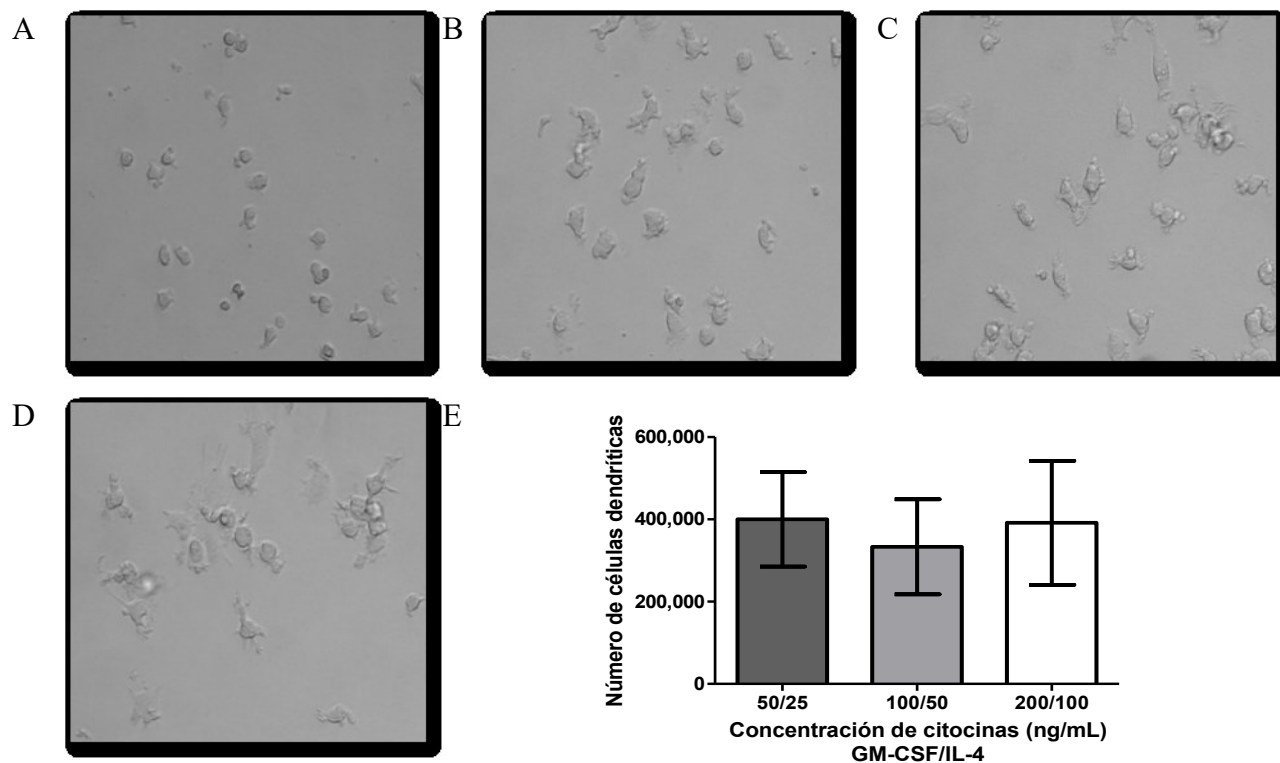 A
B
C
D
E
Número de células dendríticas
600,000
400,000
200,000
0
50/25
100/50
200/100
Concentración de citocinas (ng/mL)
GM-CSF/IL-4